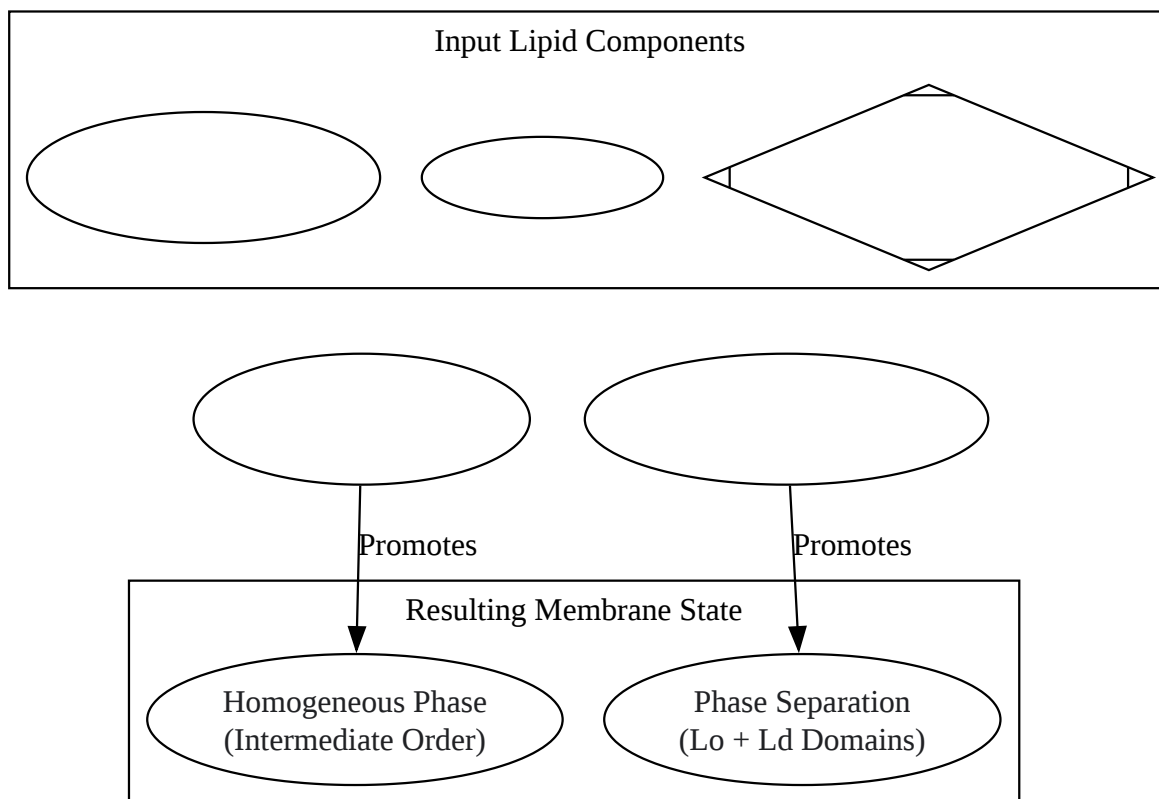 Input Lipid Components
Promotes
Promotes
Resulting Membrane State
Homogeneous Phase
(Intermediate Order)
Phase Separation
(Lo + Ld Domains)